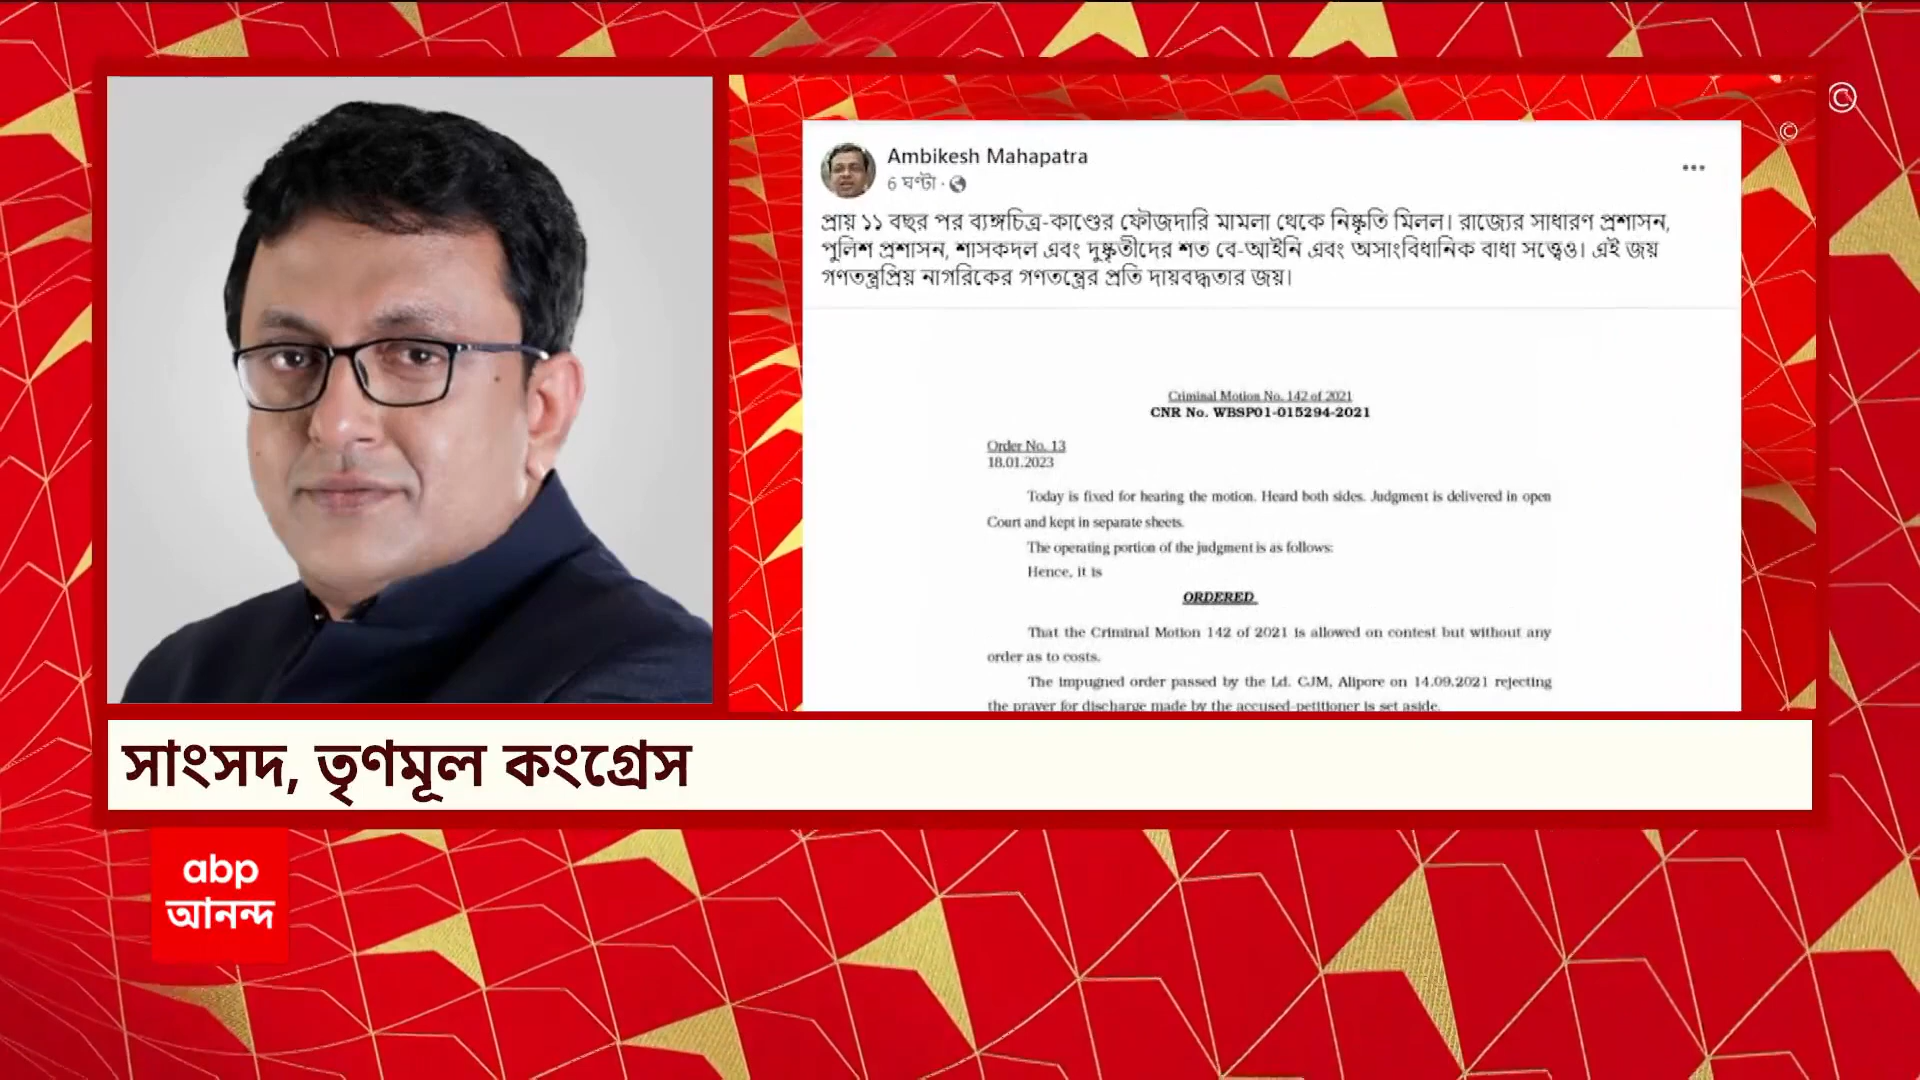 ©
©
Ambikesh Mahapatra
6 ঘণ্টা ·
প্রায় ১১ বছর পর ব্যঙ্গচিত্র-কাণ্ডের ফৌজদারি মামলা থেকে নিষ্কৃতি মিলল। রাজ্যের সাধারণ প্রশাসন,
পুলিশ প্রশাসন, শাসকদল এবং দুষ্কৃতীদের শত বে-আইনি এবং অসাংবিধানিক বাধা সত্ত্বেও। এই জয়
গণতন্ত্রপ্রিয় নাগরিকের গণতন্ত্রের প্রতি দায়বদ্ধতার জয়।
Criminal Motion No. 142 of 2021
CNR No. WBSP01-015294-2021
Order No. 13
18.01.2023
Today is fixed for hearing the motion. Heard both sides. Judgment is delivered in open
Court and kept in separate sheets.
The operating portion of the judgment is as follows:
Hence, it is
ORDERED
That the Criminal Motion 142 of 2021 is allowed on contest but without any
order as to costs.
The impugned order passed by the Ld. CJM, Alipore on 14.09.2021 rejecting
the prayer for discharge made by the accused-petitioner is set aside.
সাংসদ, তৃণমূল কংগ্রেস
abp
আনন্দ